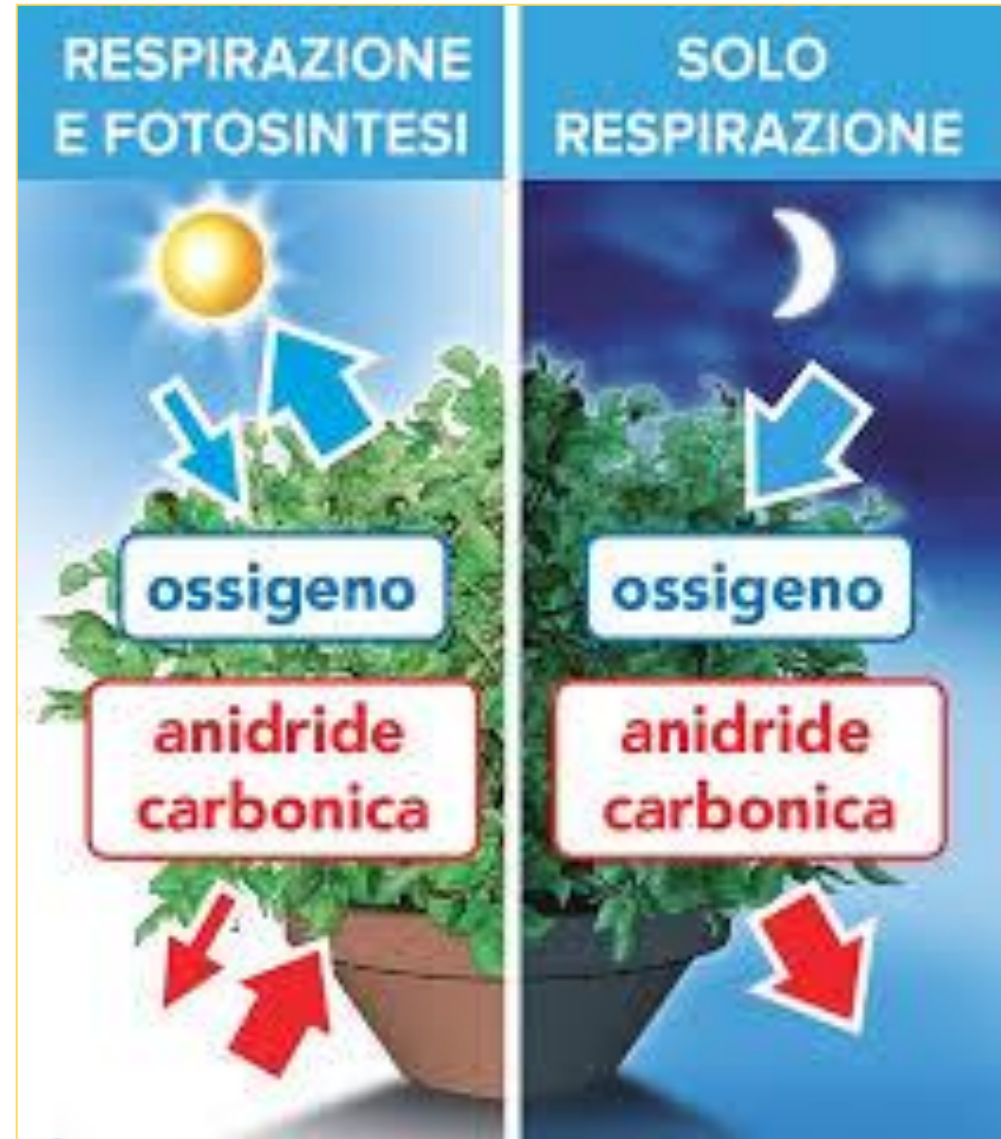 RESPIRAZIONE
E FOTOSINTESI
ossigeno
anidride
carbonica
SOLO
RESPIRAZIONE
ossigeno
anidride
carbonica